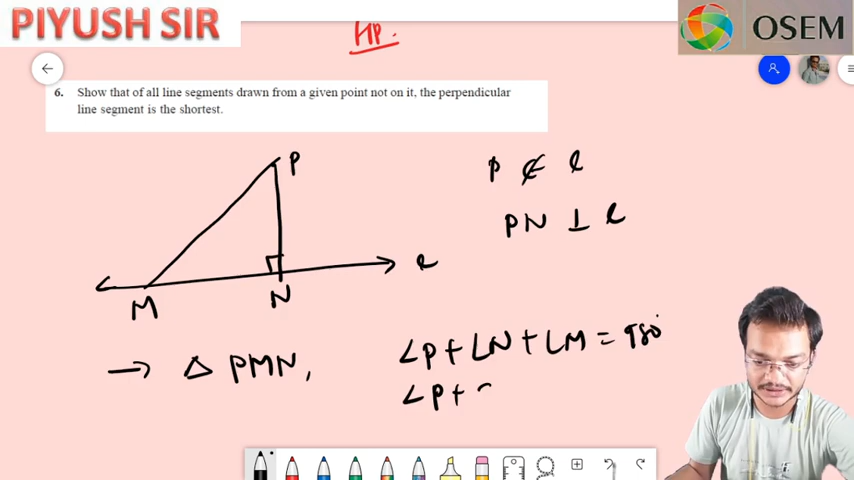 PIYUSH SIR
HP.
OSEM
6. Show that of all line segments drawn from a given point not on it, the perpendicular
line segment is the shortest.
P
P ∉ l
PN ⊥ l
l
M
N
→ △ PMN,
∠P + ∠N + ∠M = 180°
∠P +